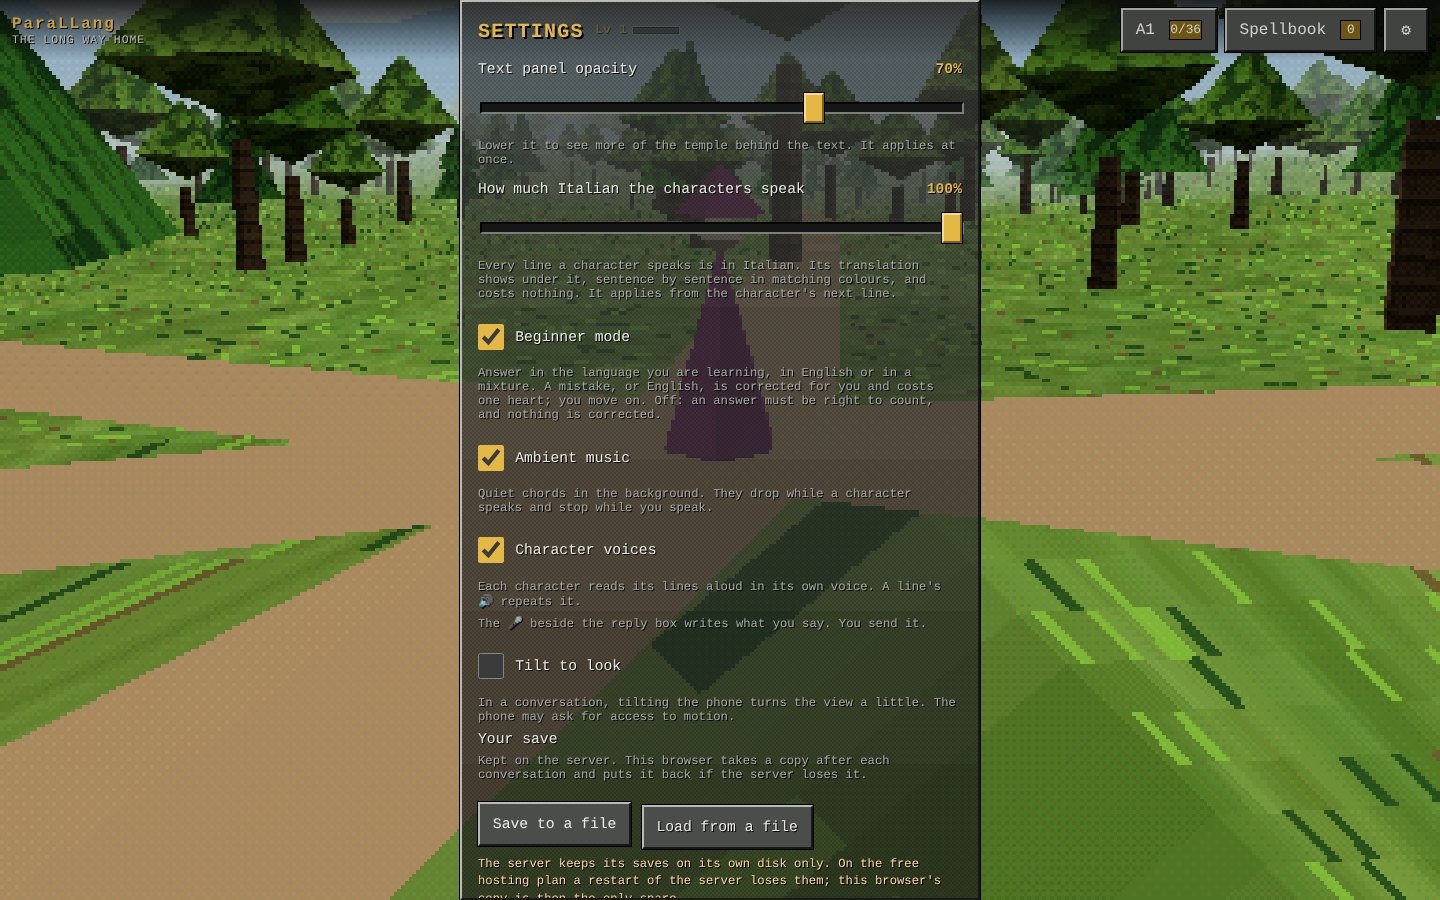 ParaLLang
THE LONG WAY HOME
SETTINGS Lv 1
A1 0/36
Spellbook 0
⚙
Text panel opacity 70%
Lower it to see more of the temple behind the text. It applies at
once.
How much Italian the characters speak 100%
Every line a character speaks is in Italian. Its translation
shows under it, sentence by sentence in matching colours, and
costs nothing. It applies from the character's next line.
Beginner mode
Answer in the language you are learning, in English or in a
mixture. A mistake, or English, is corrected for you and costs
one heart; you move on. Off: an answer must be right to count,
and nothing is corrected.
Ambient music
Quiet chords in the background. They drop while a character
speaks and stop while you speak.
Character voices
Each character reads its lines aloud in its own voice. A line's
🔊 repeats it.
The 🎤 beside the reply box writes what you say. You send it.
Tilt to look
In a conversation, tilting the phone turns the view a little. The
phone may ask for access to motion.
Your save
Kept on the server. This browser takes a copy after each
conversation and puts it back if the server loses it.
Save to a file
Load from a file
The server keeps its saves on its own disk only. On the free
hosting plan a restart of the server loses them; this browser's
copy is then the only spare.